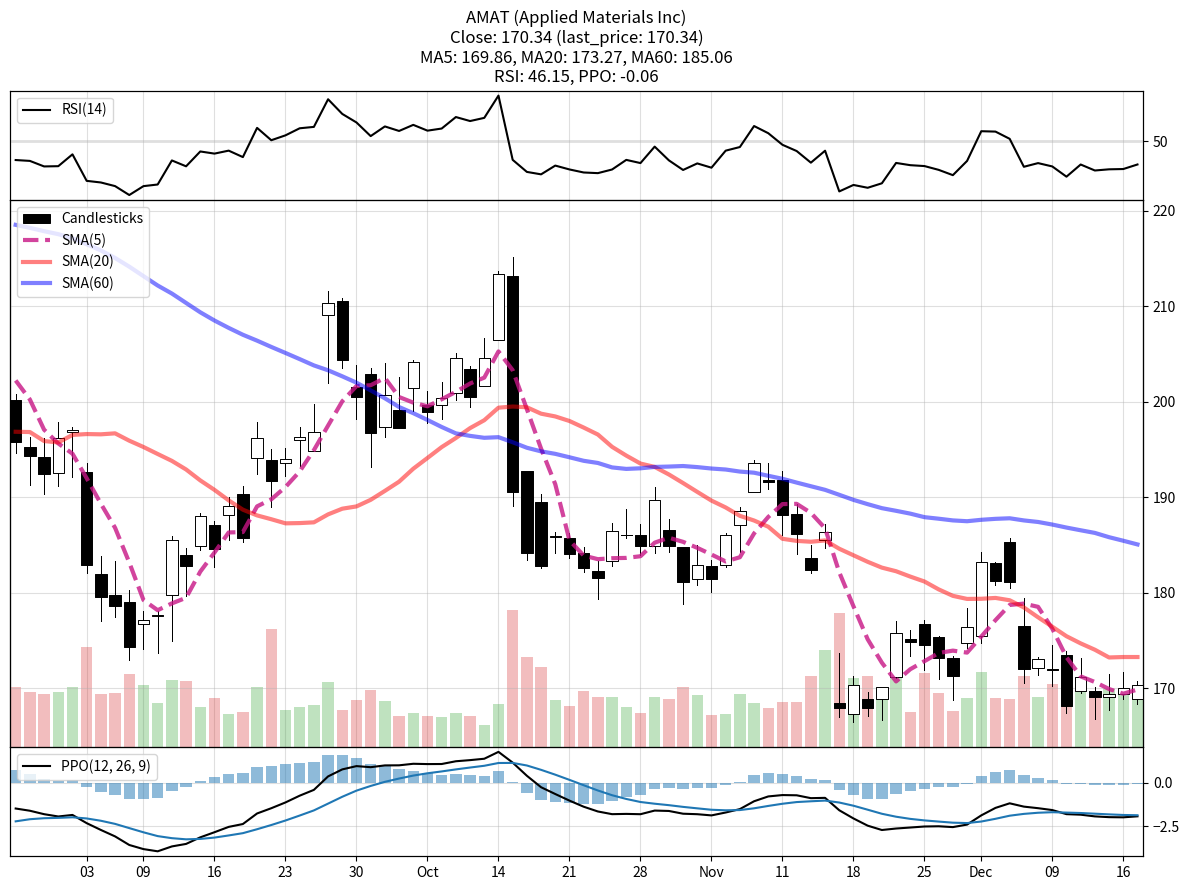 AMAT (Applied Materials Inc)
Close: 170.34 (last_price: 170.34)
MA5: 169.86, MA20: 173.27, MA60: 185.06
RSI: 46.15, PPO: -0.06
RSI(14)
50
Candlesticks
SMA(5)
SMA(20)
SMA(60)
220
210
200
190
180
170
PPO(12, 26, 9)
0.0
−2.5
03 09 16 23 30 Oct 14 21 28 Nov 11 18 25 Dec 09 16